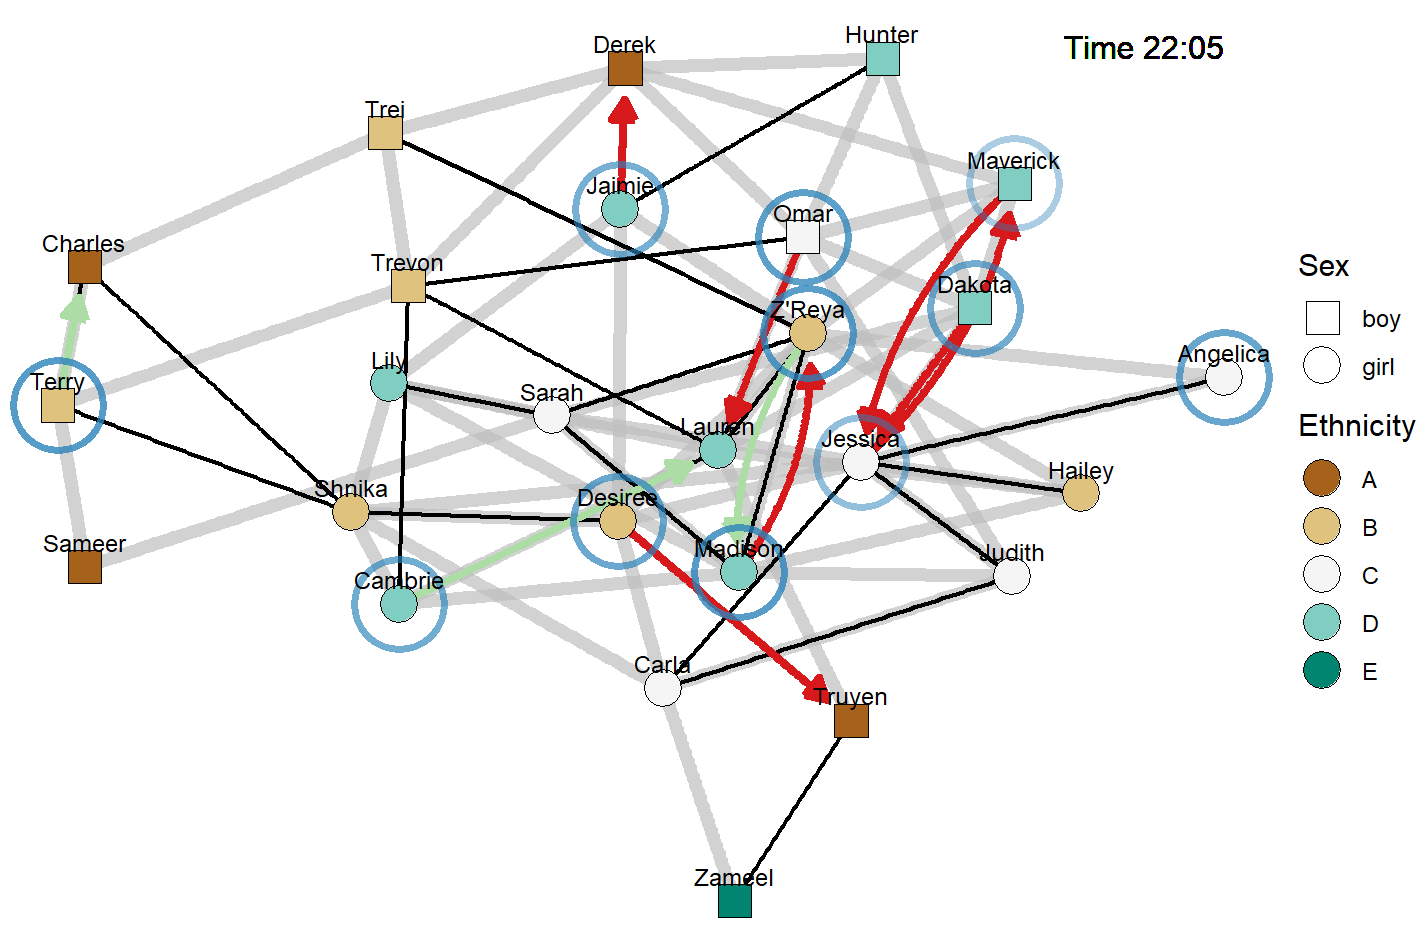 Hunter
Derek
Time 22:05
Trei
Maverick
Jaimie
Omar
Charles
Trevon
Sex
Dakota
Z'Reya
boy
Angelica
Lily
girl
Terry
Sarah
Lauren
Ethnicity
Jessica
Hailey
A
Shnika
Desiree
B
Sameer
Madison
Judith
C
Cambrie
D
Carla
E
Truyen
Zameel